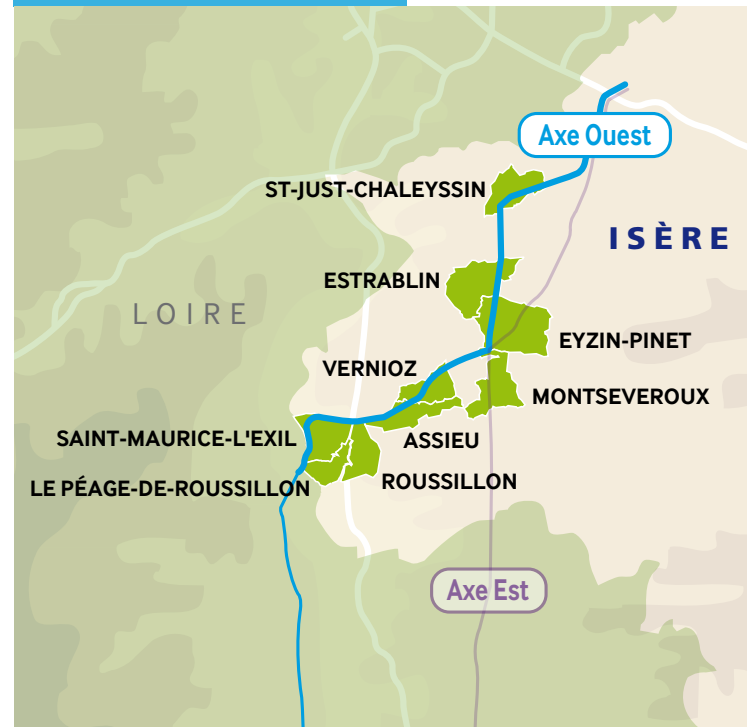 Axe Ouest
ST-JUST-CHALEYSSIN
ISÈRE
ESTRABLIN
LOIRE
EYZIN-PINET
VERNIOZ
MONTSEVEROUX
SAINT-MAURICE-L'EXIL
ASSIEU
LE PÉAGE-DE-ROUSSILLON
ROUSSILLON
Axe Est